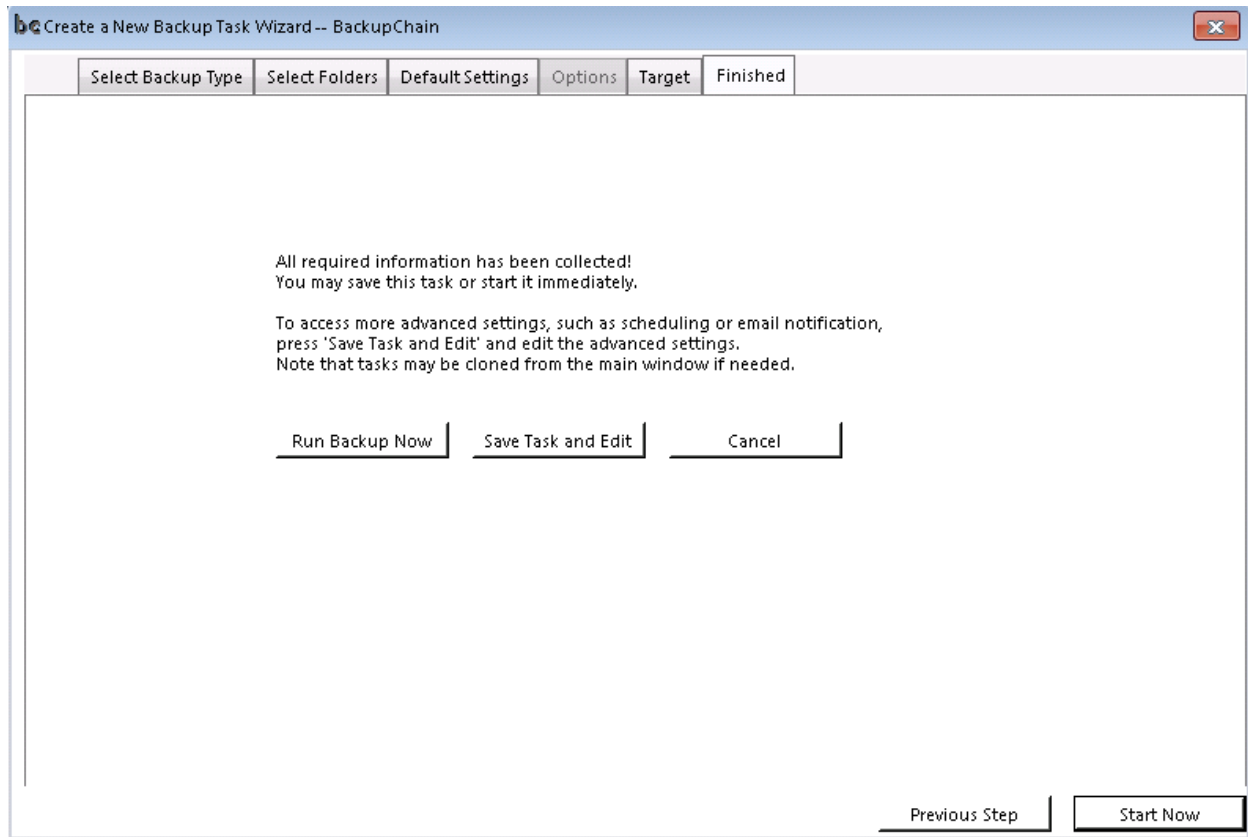 bc Create a New Backup Task Wizard -- BackupChain
Select Backup Type Select Folders Default Settings Options Target Finished
All required information has been collected!
You may save this task or start it immediately.
To access more advanced settings, such as scheduling or email notification,
press 'Save Task and Edit' and edit the advanced settings.
Note that tasks may be cloned from the main window if needed.
Run Backup Now Save Task and Edit Cancel
Previous Step Start Now